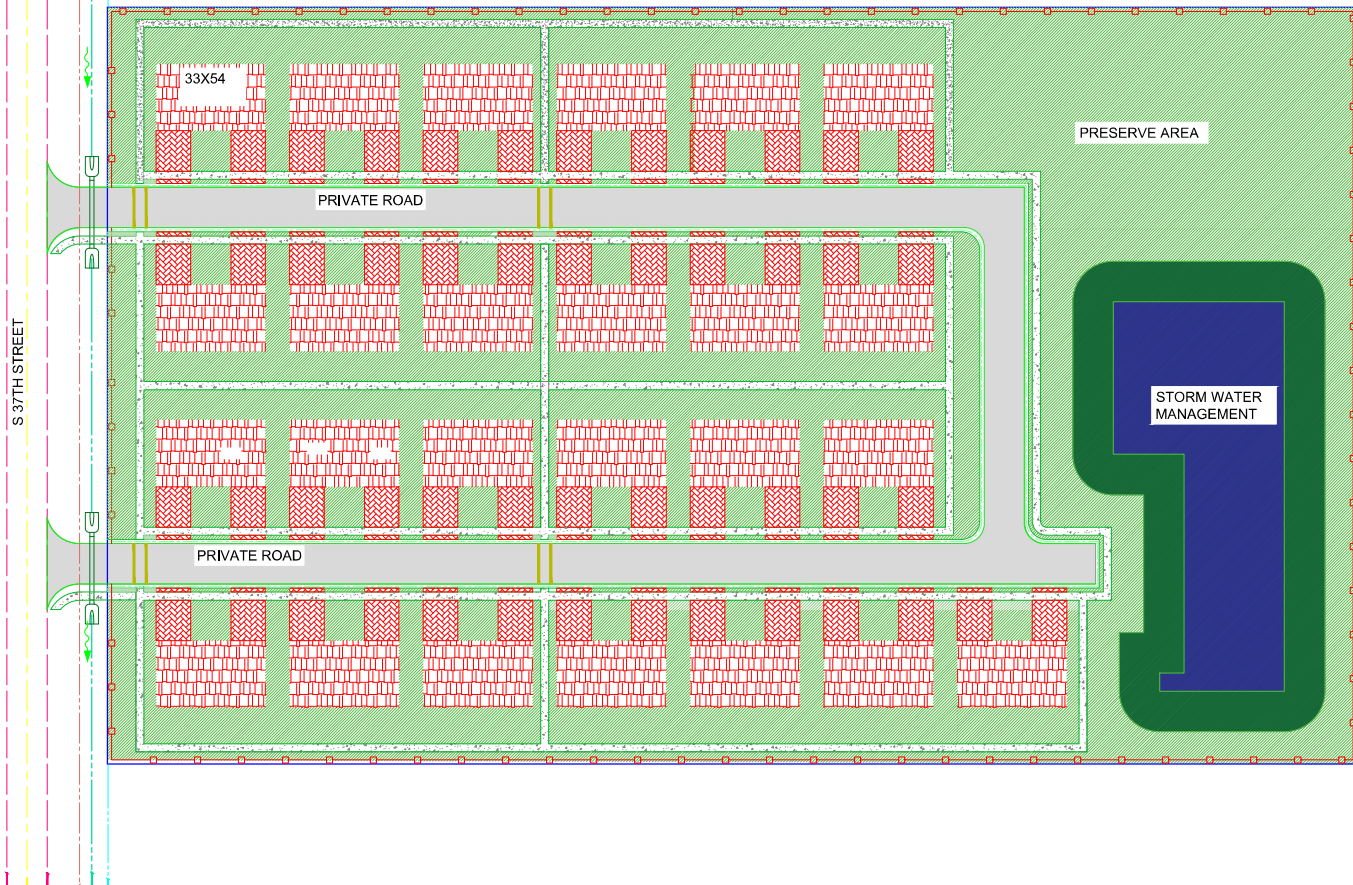 33X54
PRESERVE AREA
PRIVATE ROAD
S 37TH STREET
STORM WATER
MANAGEMENT
PRIVATE ROAD